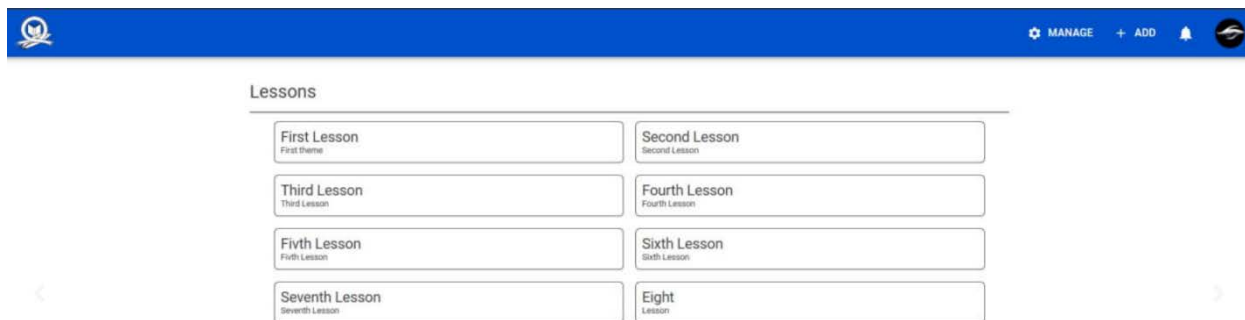 MANAGE + ADD
Lessons
First Lesson
First theme
Second Lesson
Second Lesson
Third Lesson
Third Lesson
Fourth Lesson
Fourth Lesson
Fivth Lesson
Fivth Lesson
Sixth Lesson
Sixth Lesson
Seventh Lesson
Seventh Lesson
Eight
Lesson